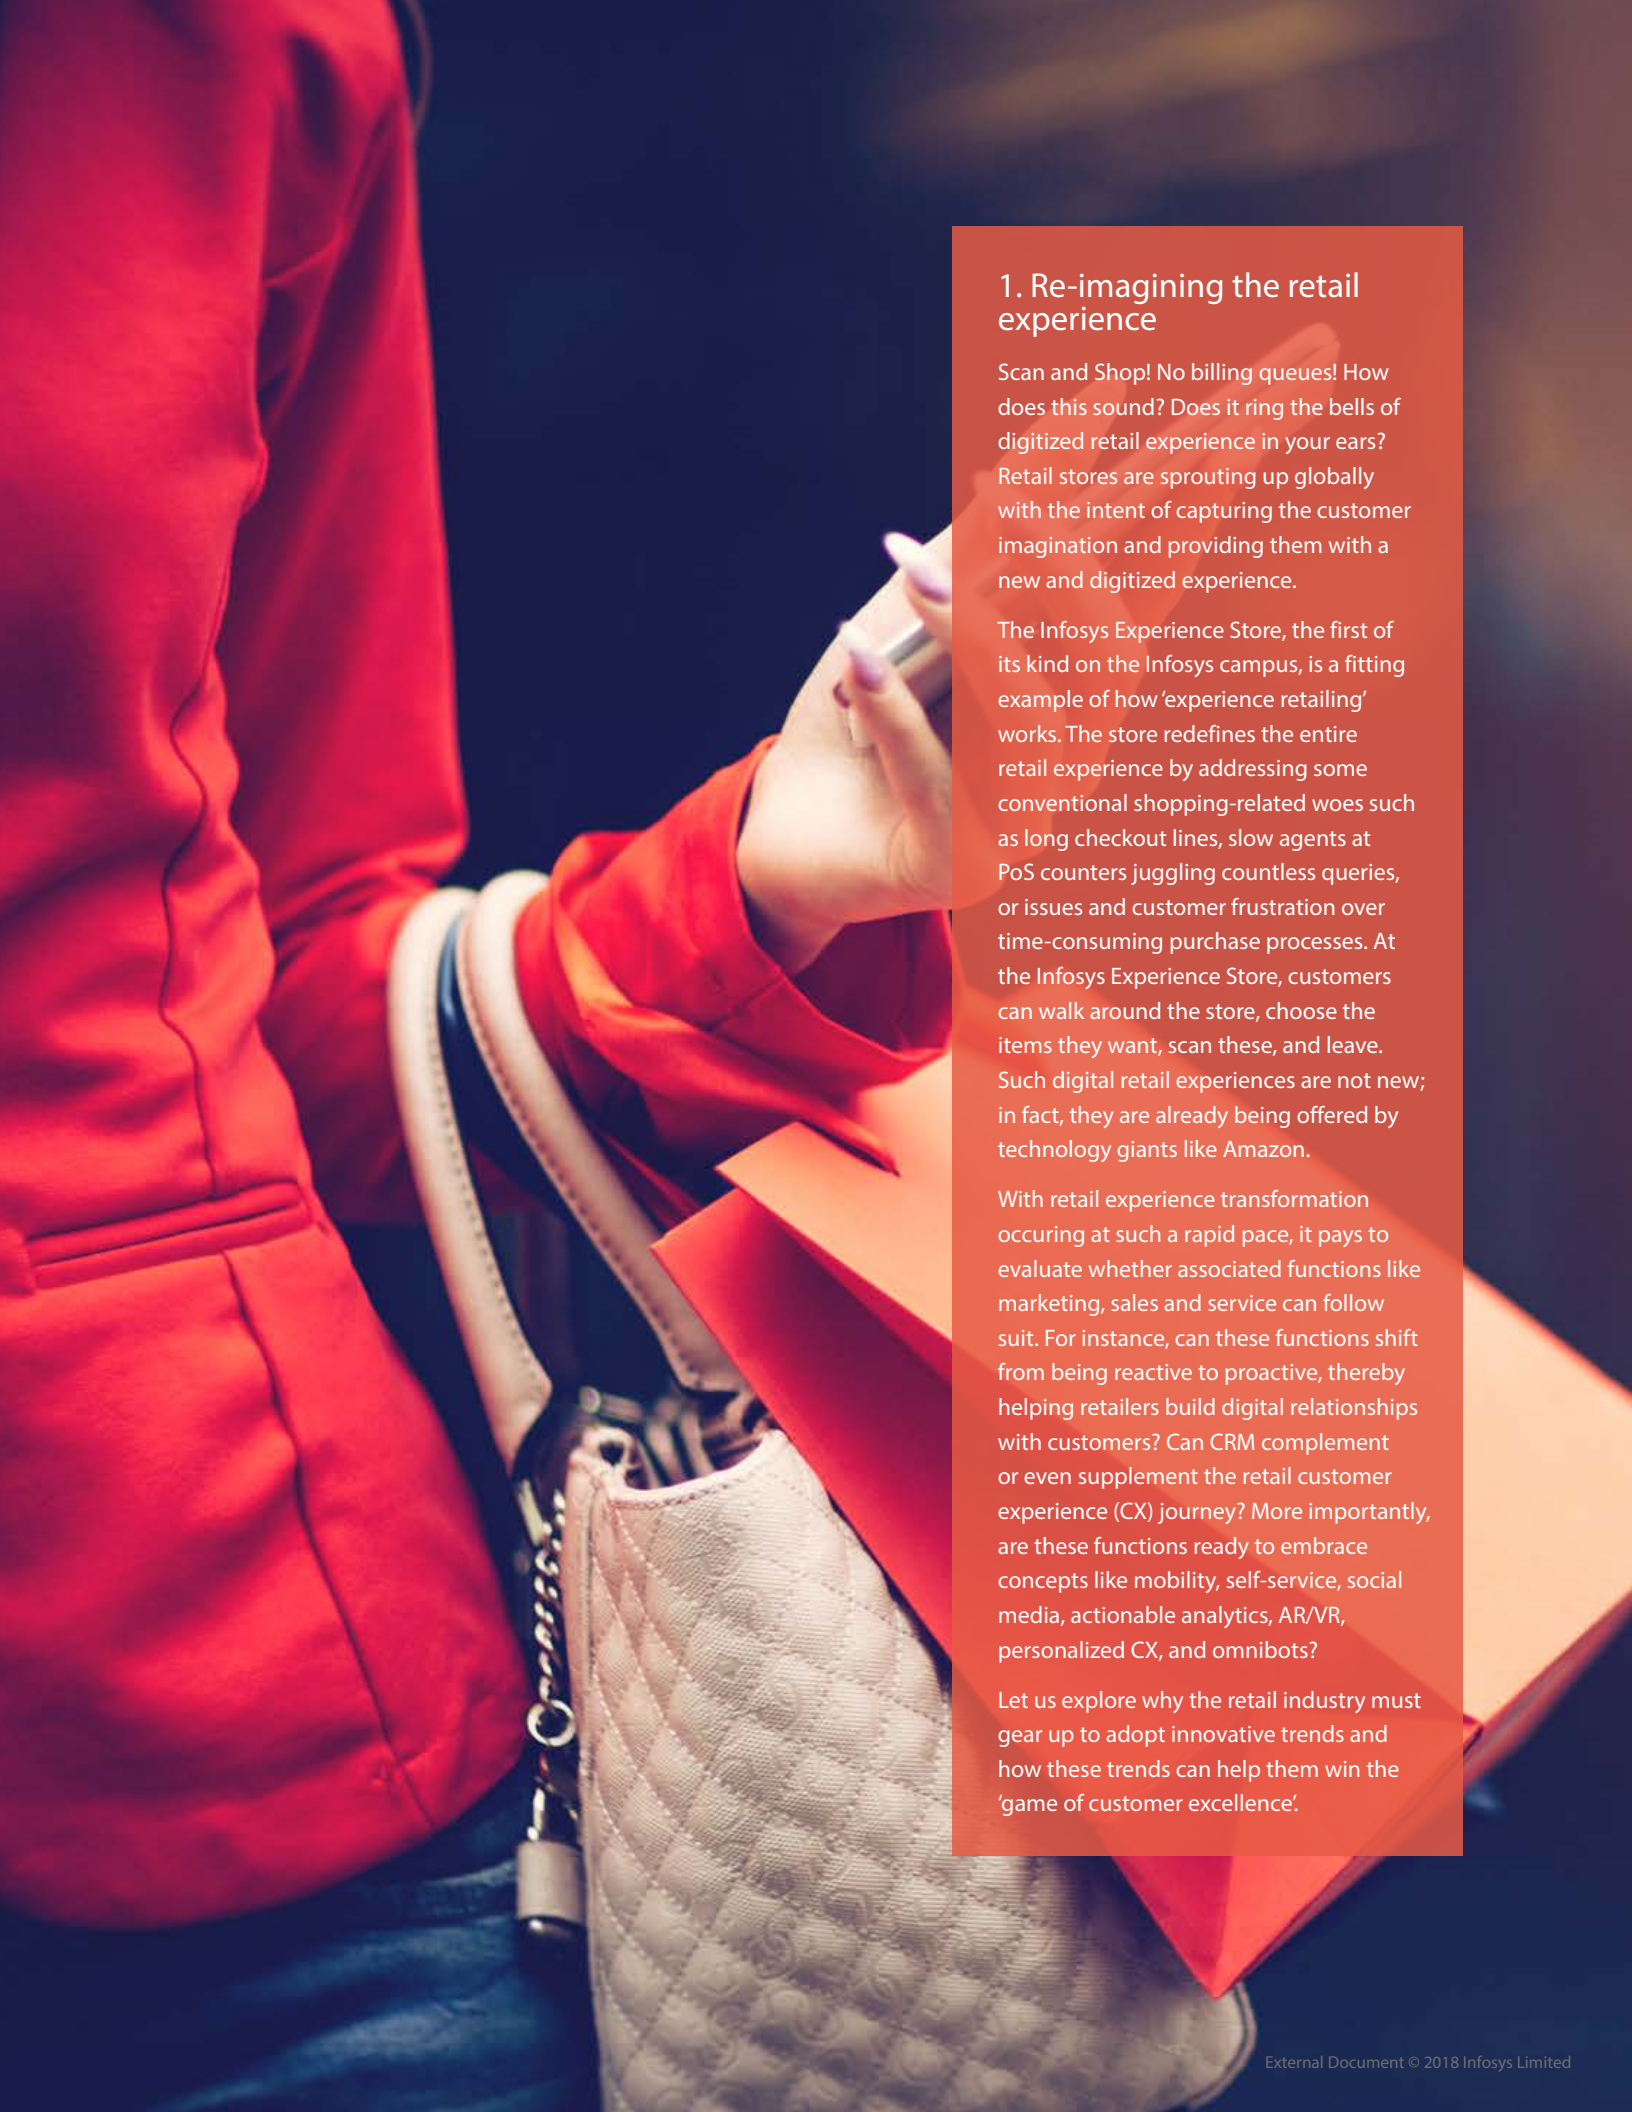 1. Re-imagining the retail
experience
Scan and Shop! No billing queues! How
does this sound? Does it ring the bells of
digitized retail experience in your ears?
Retail stores are sprouting up globally
with the intent of capturing the customer
imagination and providing them with a
new and digitized experience.
The Infosys Experience Store, the first of
its kind on the Infosys campus, is a fitting
example of how ‘experience retailing’
works. The store redefines the entire
retail experience by addressing some
conventional shopping-related woes such
as long checkout lines, slow agents at
PoS counters juggling countless queries,
or issues and customer frustration over
time-consuming purchase processes. At
the Infosys Experience Store, customers
can walk around the store, choose the
items they want, scan these, and leave.
Such digital retail experiences are not new;
in fact, they are already being offered by
technology giants like Amazon.
With retail experience transformation
occuring at such a rapid pace, it pays to
evaluate whether associated functions like
marketing, sales and service can follow
suit. For instance, can these functions shift
from being reactive to proactive, thereby
helping retailers build digital relationships
with customers? Can CRM complement
or even supplement the retail customer
experience (CX) journey? More importantly,
are these functions ready to embrace
concepts like mobility, self-service, social
media, actionable analytics, AR/VR,
personalized CX, and omnibots?
Let us explore why the retail industry must
gear up to adopt innovative trends and
how these trends can help them win the
‘game of customer excellence’.
External Document © 2018 Infosys Limited